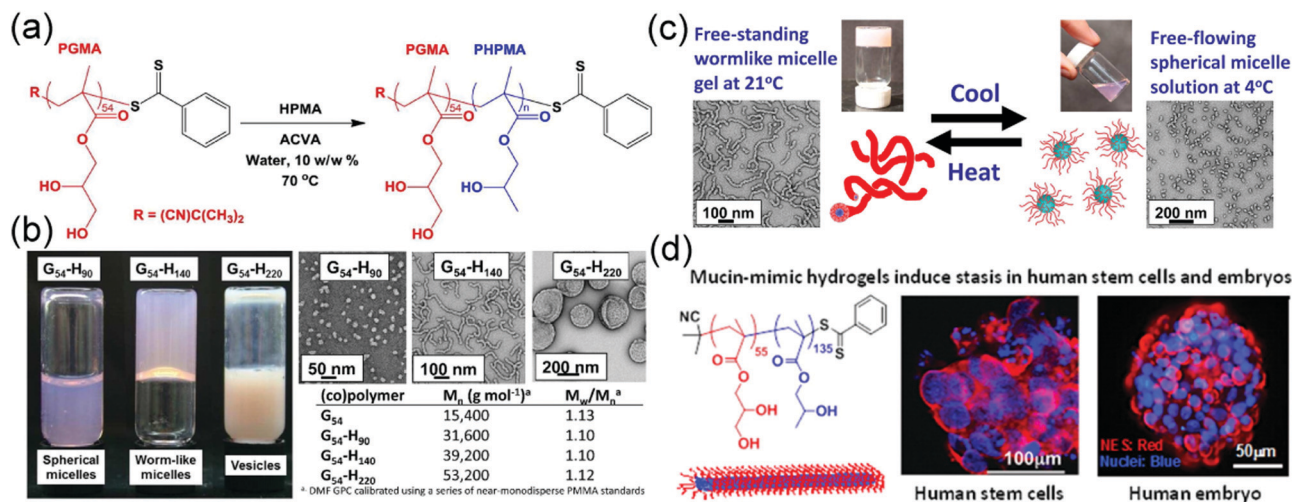 (a)
PGMA
R
54
S
S
O
O
HO
HO
R = (CN)C(CH3)2
HPMA
ACVA
Water, 10 w/w %
70 °C
PGMA
PHPMA
R
54
n
S
S
O
O
O
O
HO
HO
HO
(b)
G54-H90
G54-H140
G54-H220
Spherical
micelles
Worm-like
micelles
Vesicles
G54-H90
G54-H140
G54-H220
50 nm
100 nm
200 nm
(co)polymer Mn (g mol-1)a Mw/Mna
G54 15,400 1.13
G54-H90 31,600 1.10
G54-H140 39,200 1.10
G54-H220 53,200 1.12
a. DMF GPC calibrated using a series of near-monodisperse PMMA standards
(c)
Free-standing
wormlike micelle
gel at 21°C
100 nm
Cool
Heat
Free-flowing
spherical micelle
solution at 4°C
200 nm
(d)
Mucin-mimic hydrogels induce stasis in human stem cells and embryos
NC
55
135
S
S
O
O
O
O
OH
OH
HO
100μm
Human stem cells
NES: Red
Nuclei: Blue
50μm
Human embryo